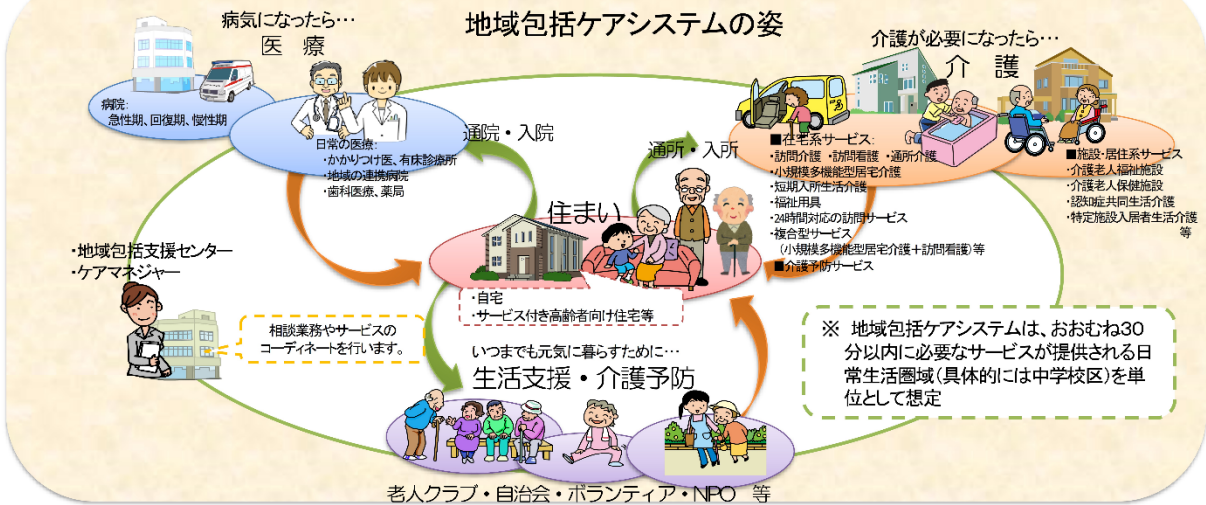 地域包括ケアシステムの姿
病気になったら…
医 療
病院:
急性期、回復期、慢性期
日常の医療:
・かかりつけ医、有床診療所
・地域の連携病院
・歯科医療、薬局
通院・入院
通所・入所
介護が必要になったら…
介 護
■在宅系サービス:
・訪問介護 ・訪問看護 ・通所介護
・小規模多機能型居宅介護
・短期入所生活介護
・福祉用具
・24時間対応の訪問サービス
・複合型サービス
(小規模多機能型居宅介護+訪問看護)等
■介護予防サービス
■施設・居住系サービス
・介護老人福祉施設
・介護老人保健施設
・認知症共同生活介護
・特定施設入居者生活介護
等
住まい
・自宅
・サービス付き高齢者向け住宅等
・地域包括支援センター
・ケアマネジャー
相談業務やサービスの
コーディネートを行います。
いつまでも元気に暮らすために…
生活支援・介護予防
老人クラブ・自治会・ボランティア・NPO 等
※ 地域包括ケアシステムは、おおむね30
分以内に必要なサービスが提供される日
常生活圏域(具体的には中学校区)を単
位として想定